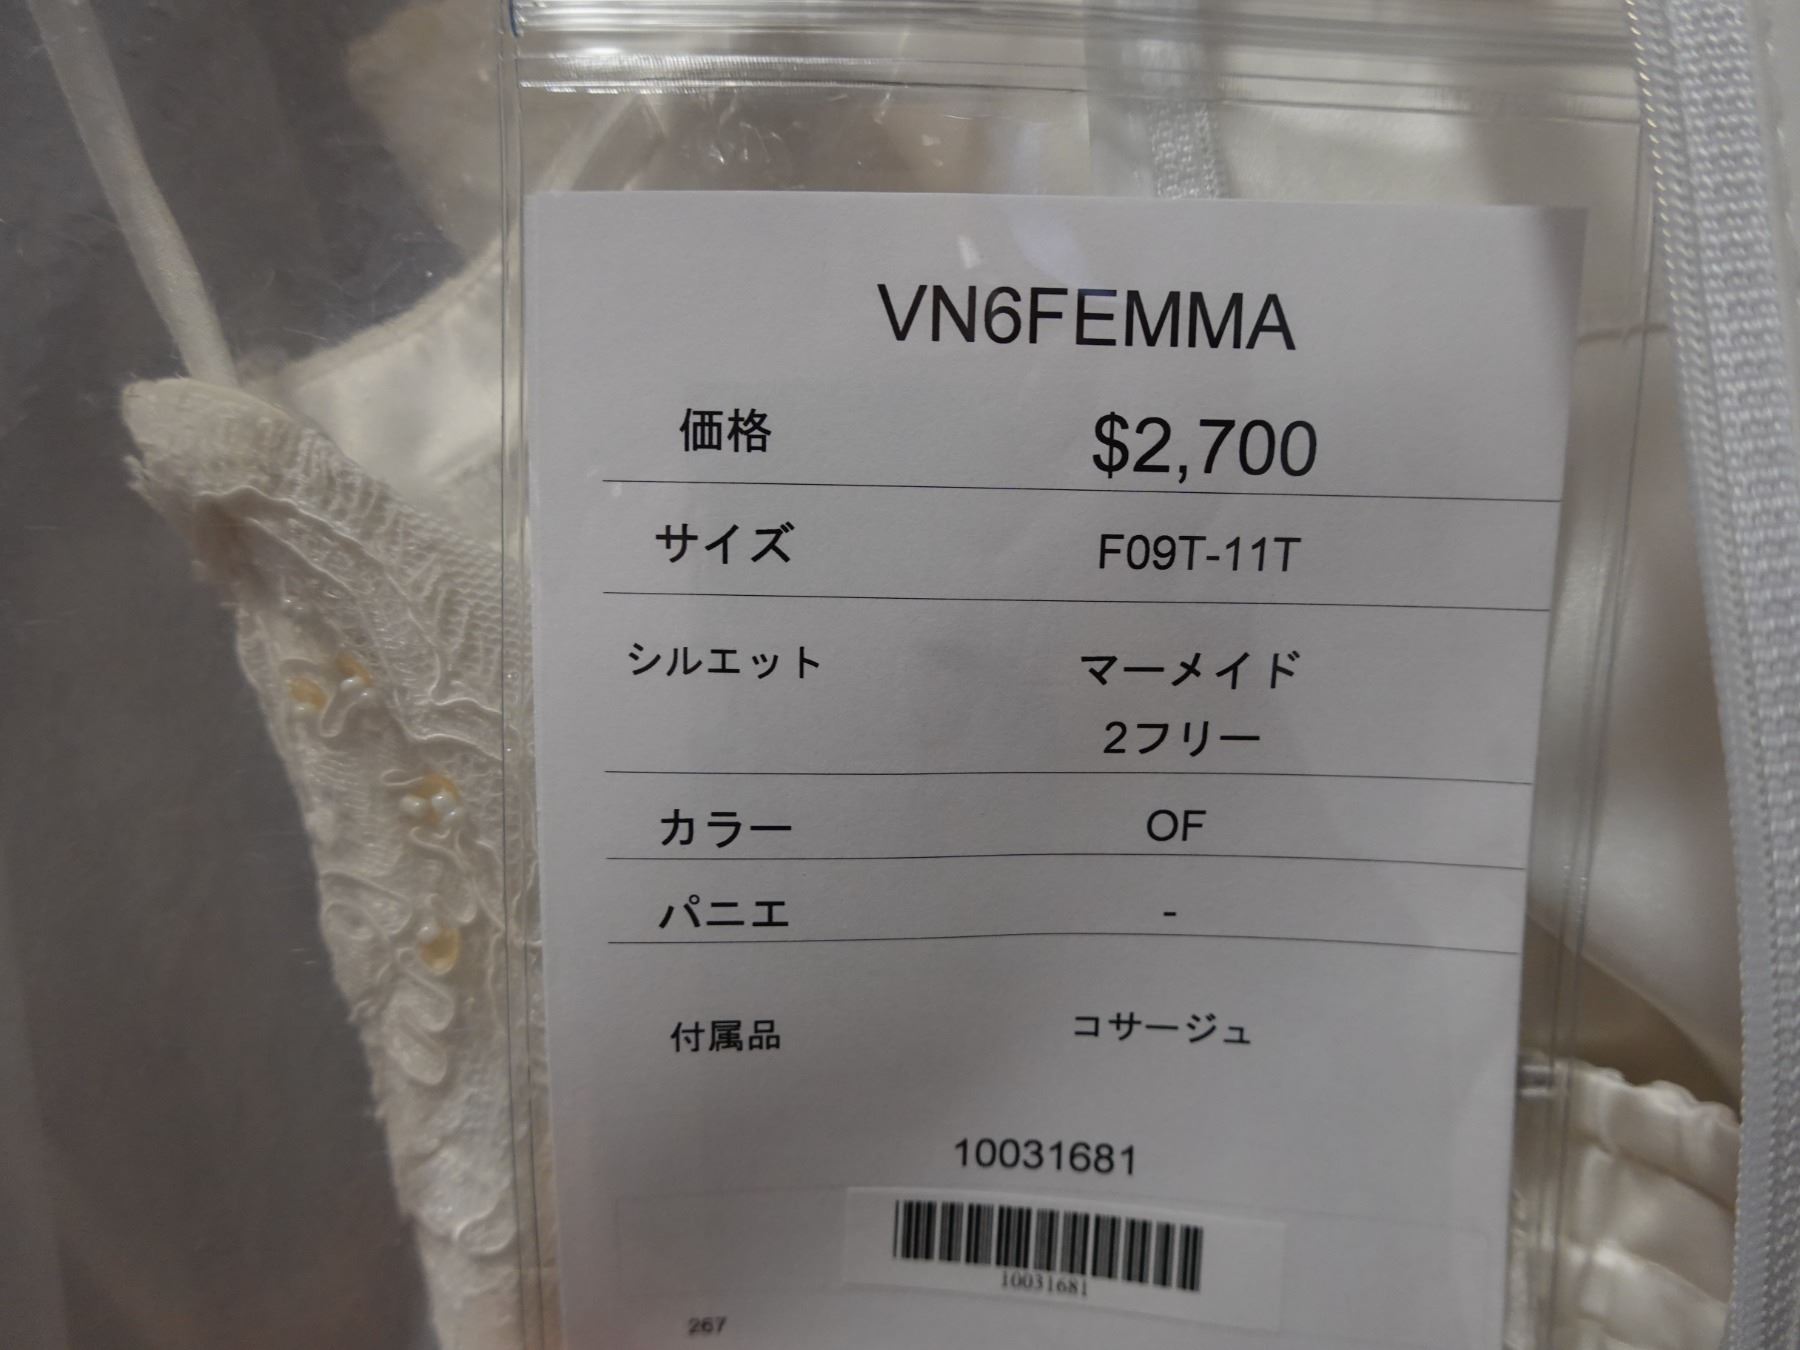 VN6FEMMA
価格 $2,700
サイズ F09T-11T
シルエット マーメイド
2フリー
カラー OF
パニエ -
付属品 コサージュ
10031681
10031681
267